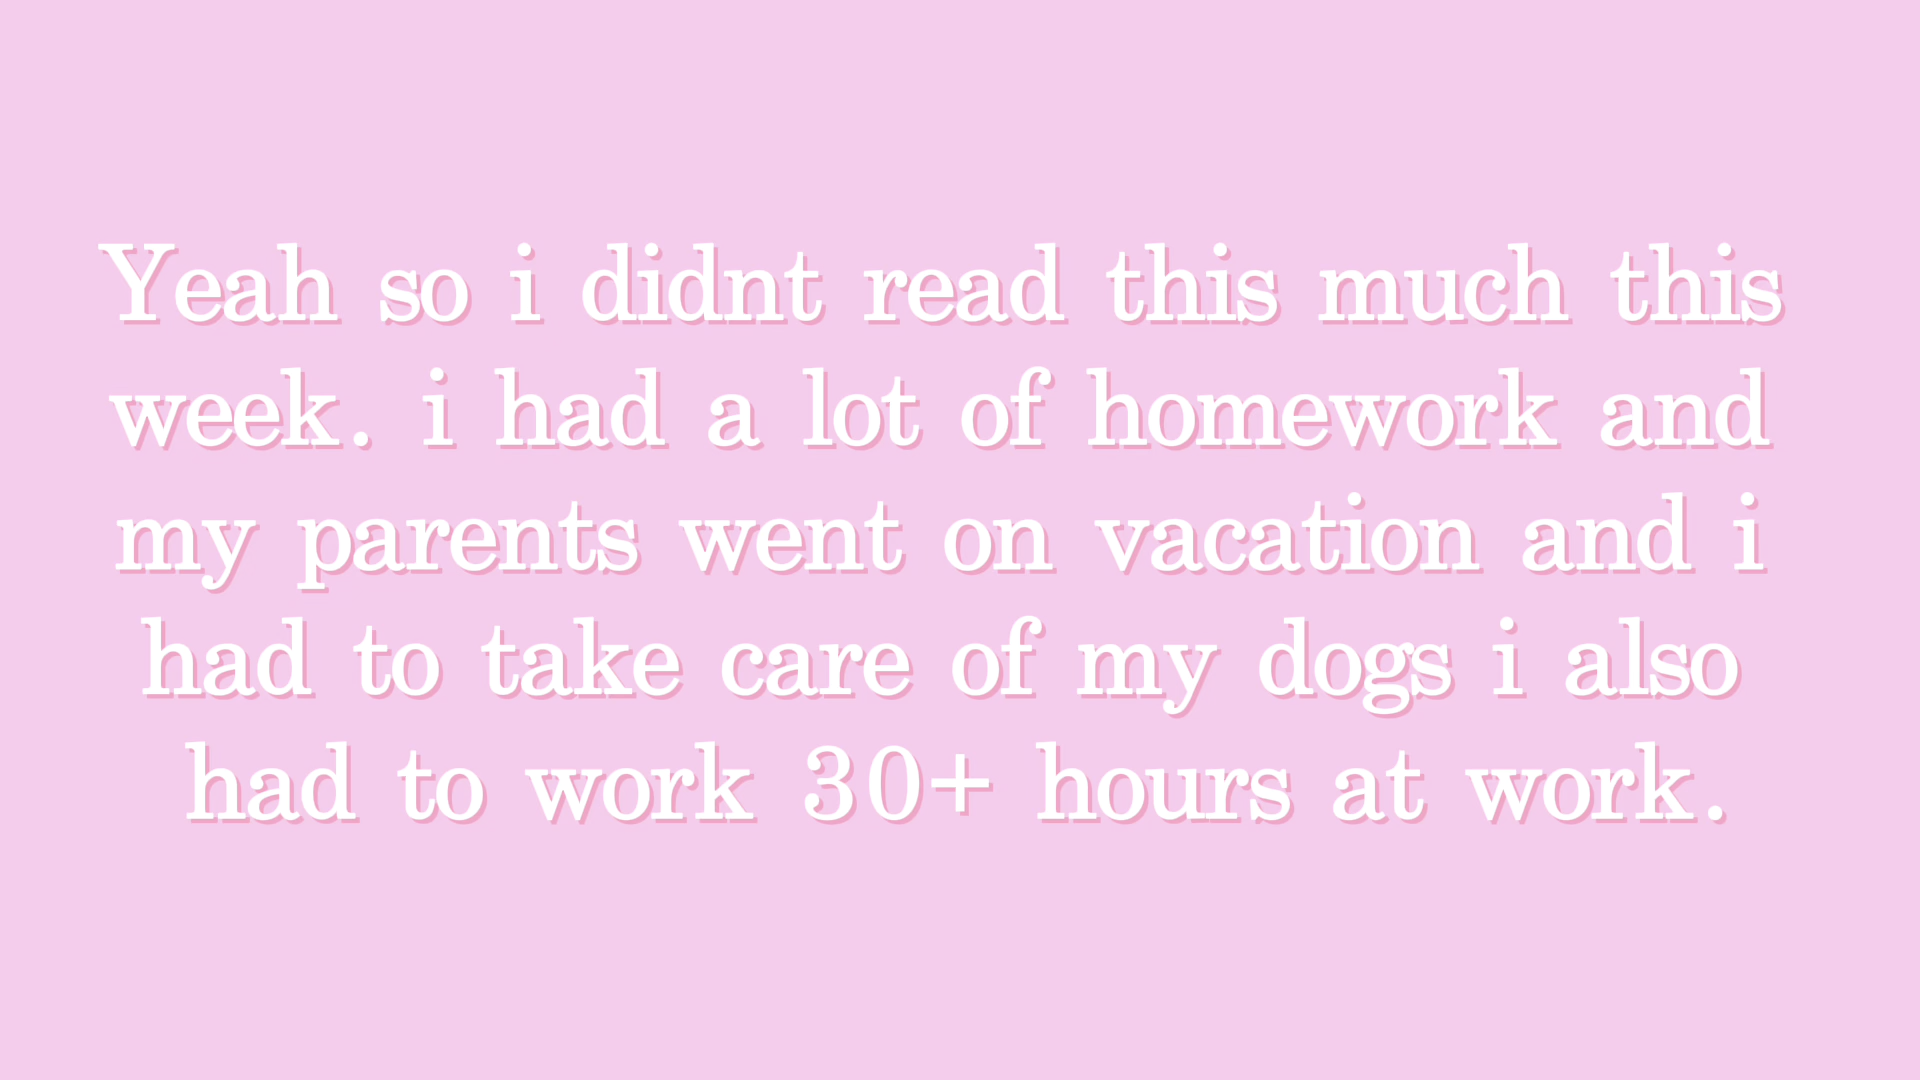 Yeah so i didnt read this much this
week. i had a lot of homework and
my parents went on vacation and i
had to take care of my dogs i also
had to work 30+ hours at work.